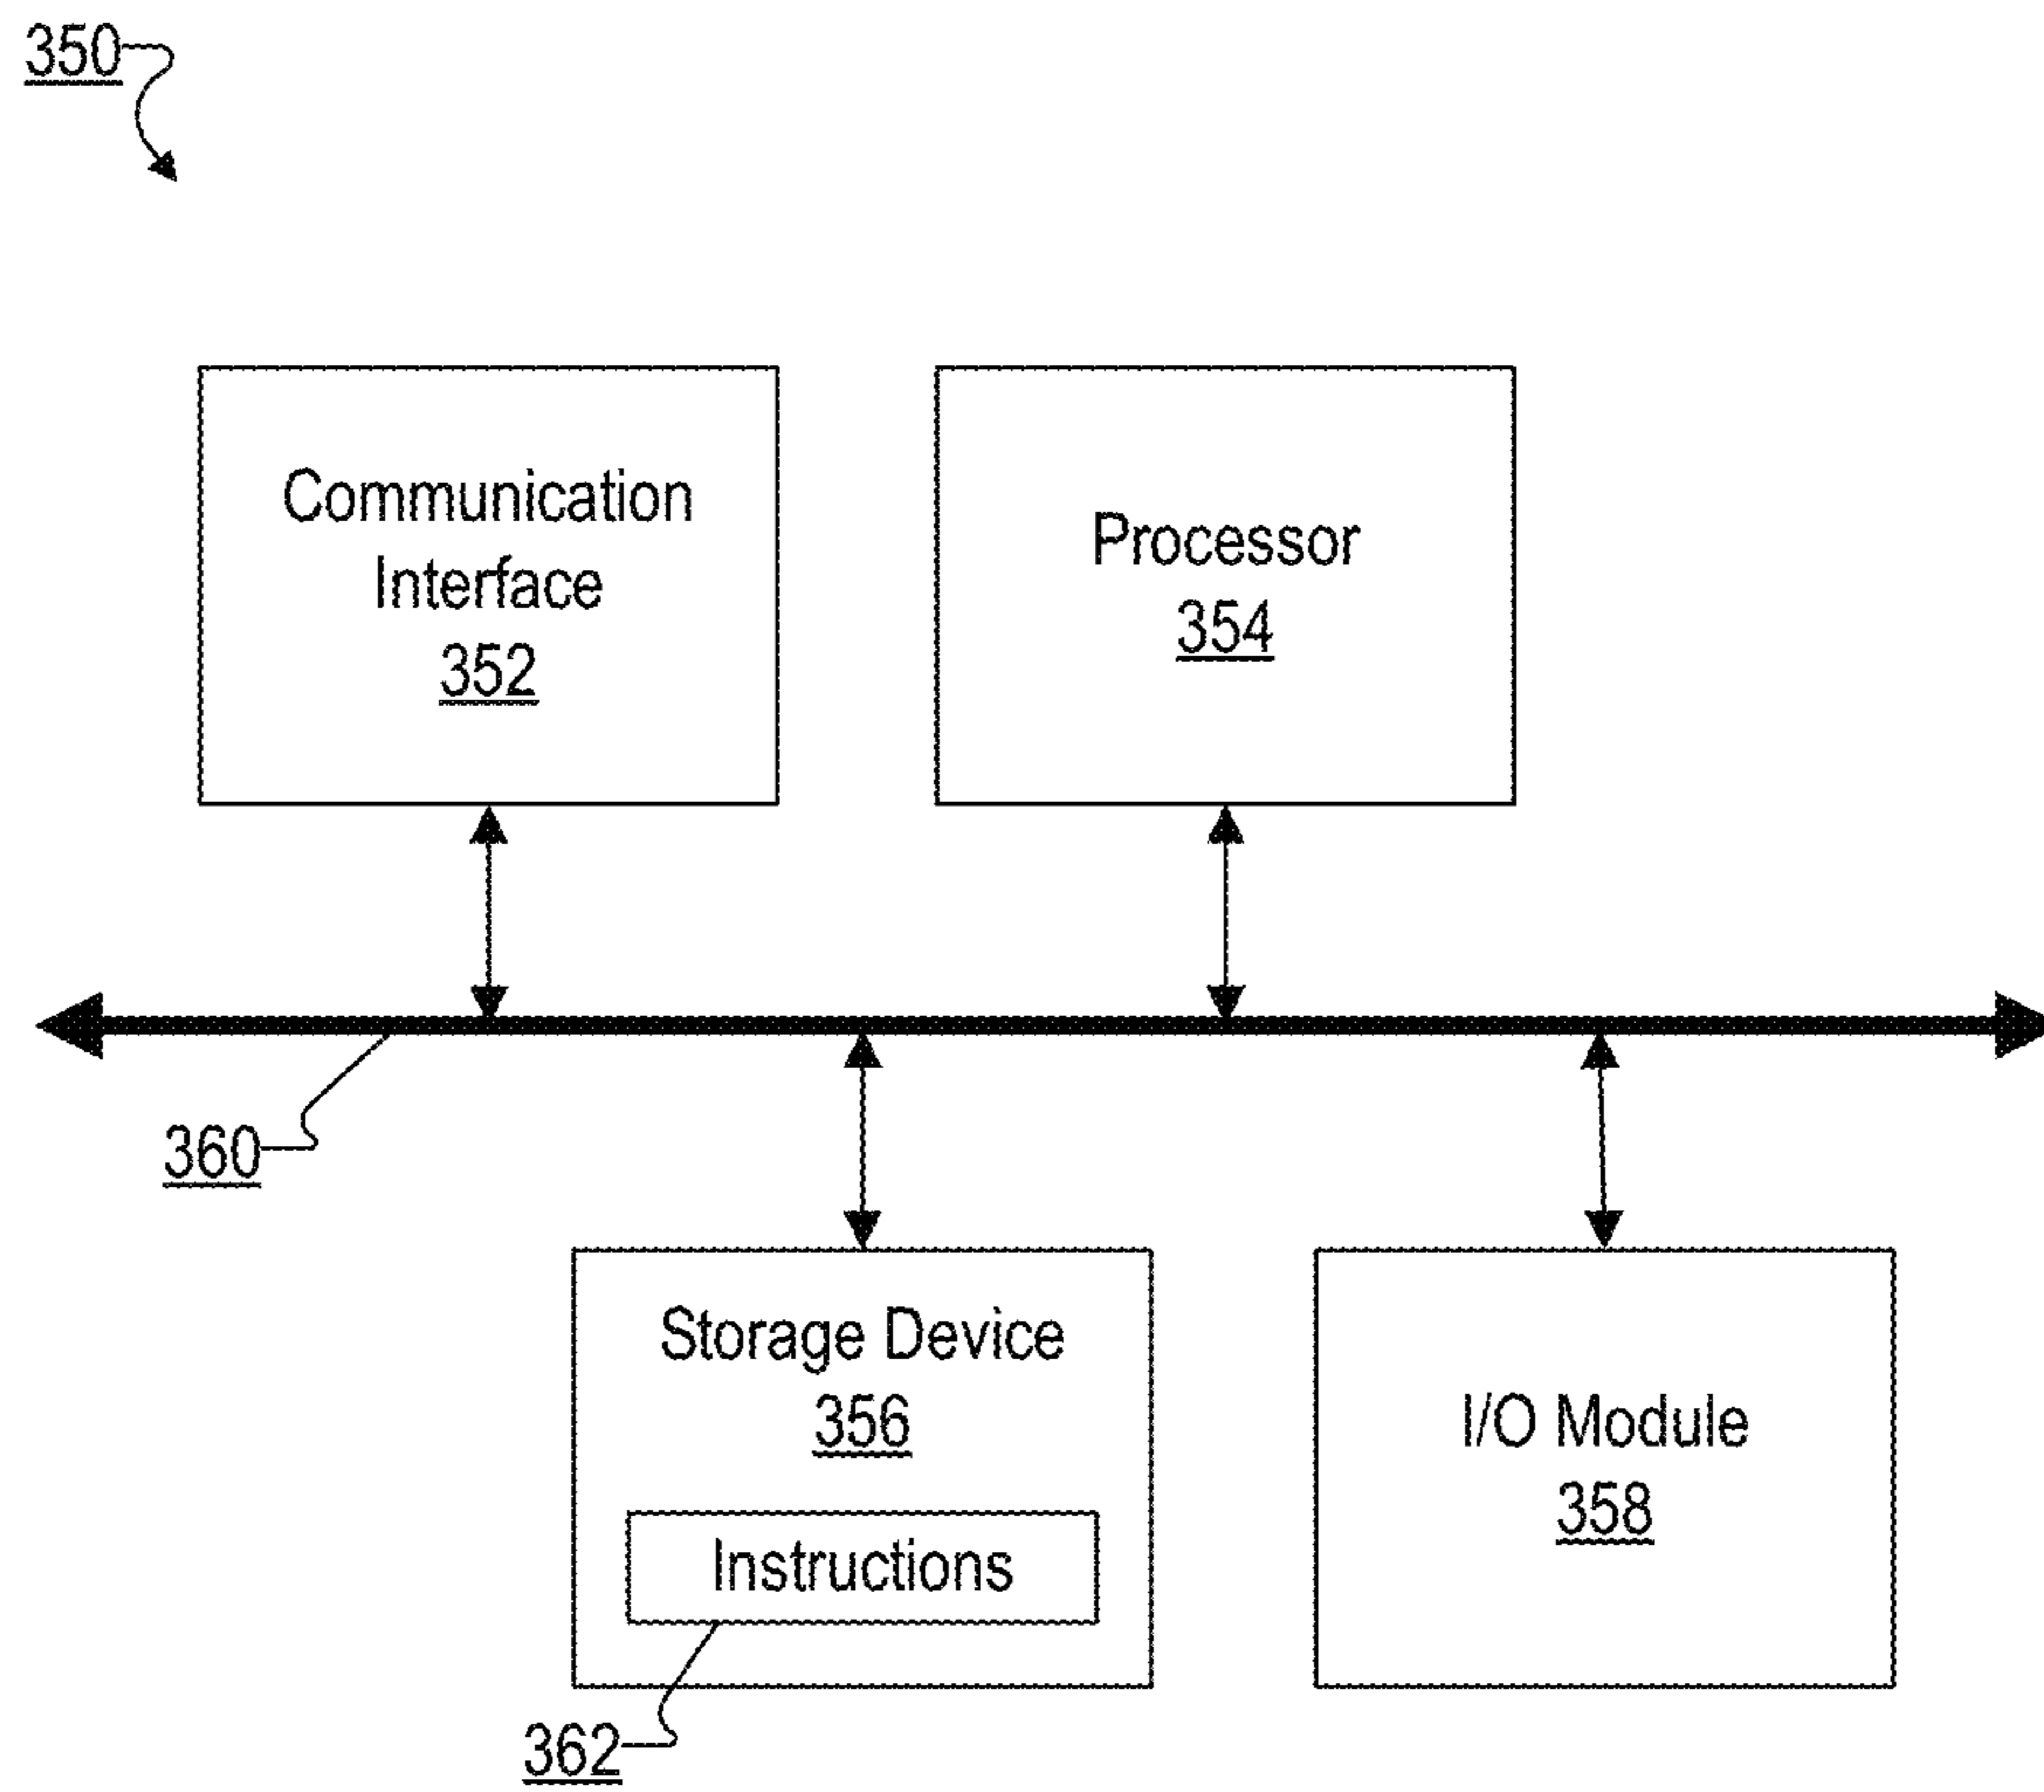 350
Communication
Interface
352
Processor
354
360
Storage Device
356
Instructions
362
I/O Module
358